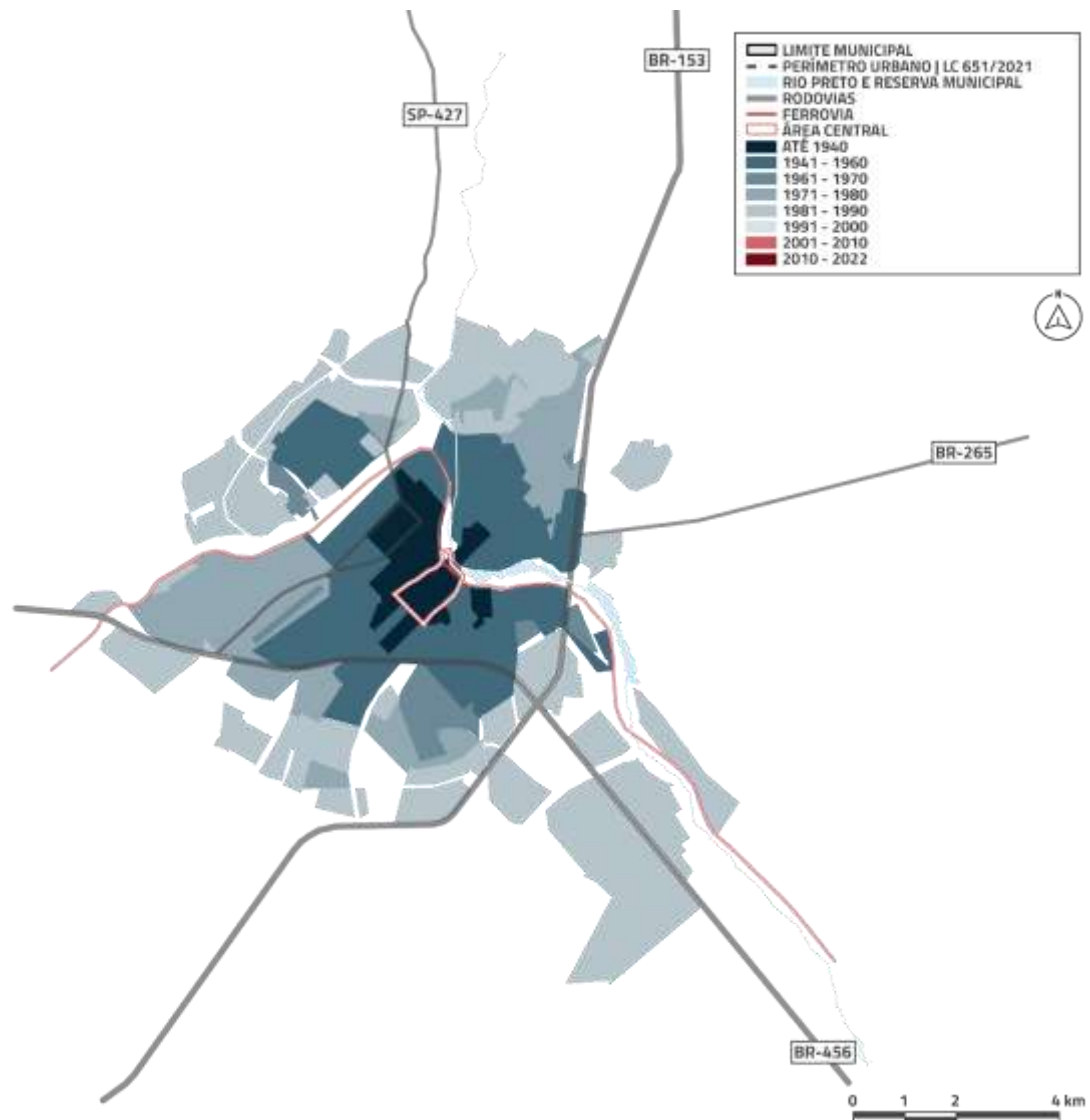 BR-153
SP-427
LIMITE MUNICIPAL
PERÍMETRO URBANO | LC 651/2021
RIO PRETO E RESERVA MUNICIPAL
RODOVIAS
FERROVIA
ÁREA CENTRAL
ATÉ 1940
1941 - 1960
1961 - 1970
1971 - 1980
1981 - 1990
1991 - 2000
2001 - 2010
2010 - 2022
N
BR-265
BR-456
0 1 2 4 km